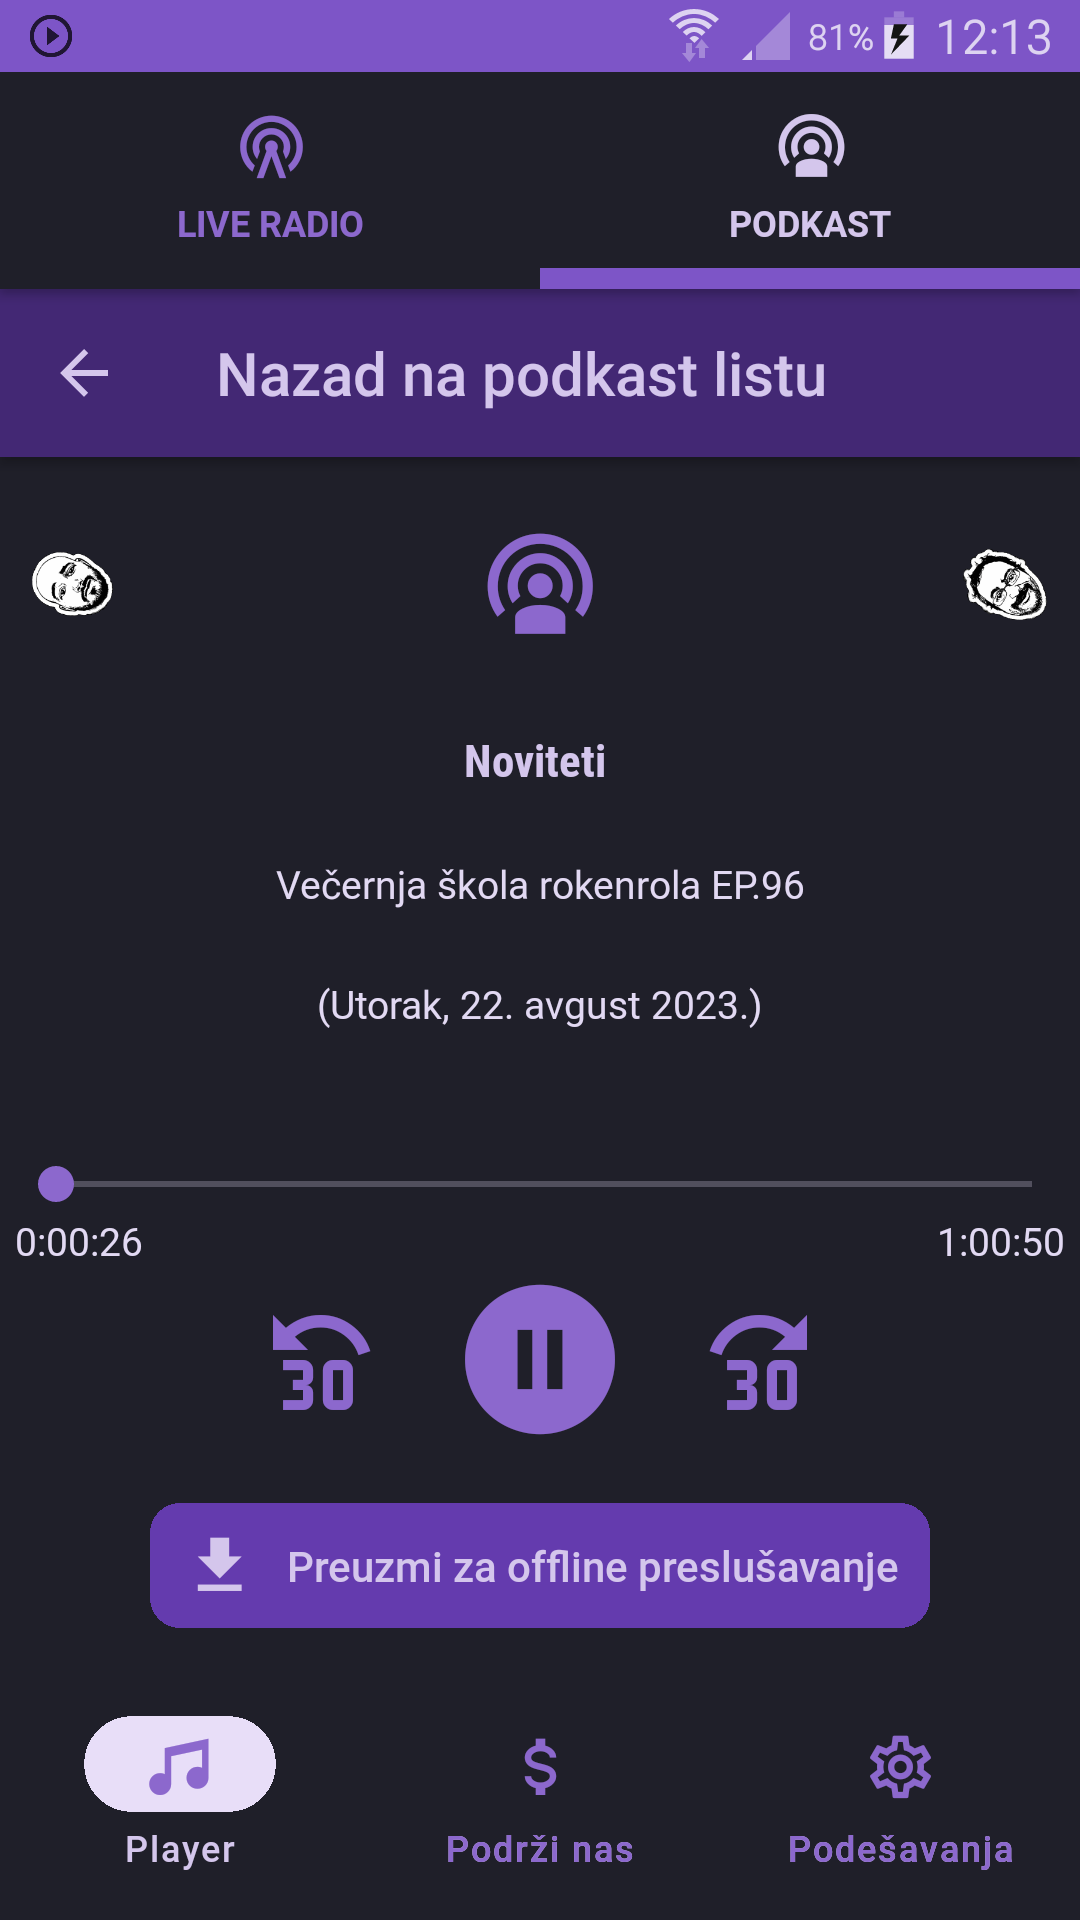 81% 12:13
LIVE RADIO PODKAST
Nazad na podkast listu
Noviteti
Večernja škola rokenrola EP.96
(Utorak, 22. avgust 2023.)
0:00:26 1:00:50
30 30
Preuzmi za offline preslušavanje
Player Podrži nas Podešavanja